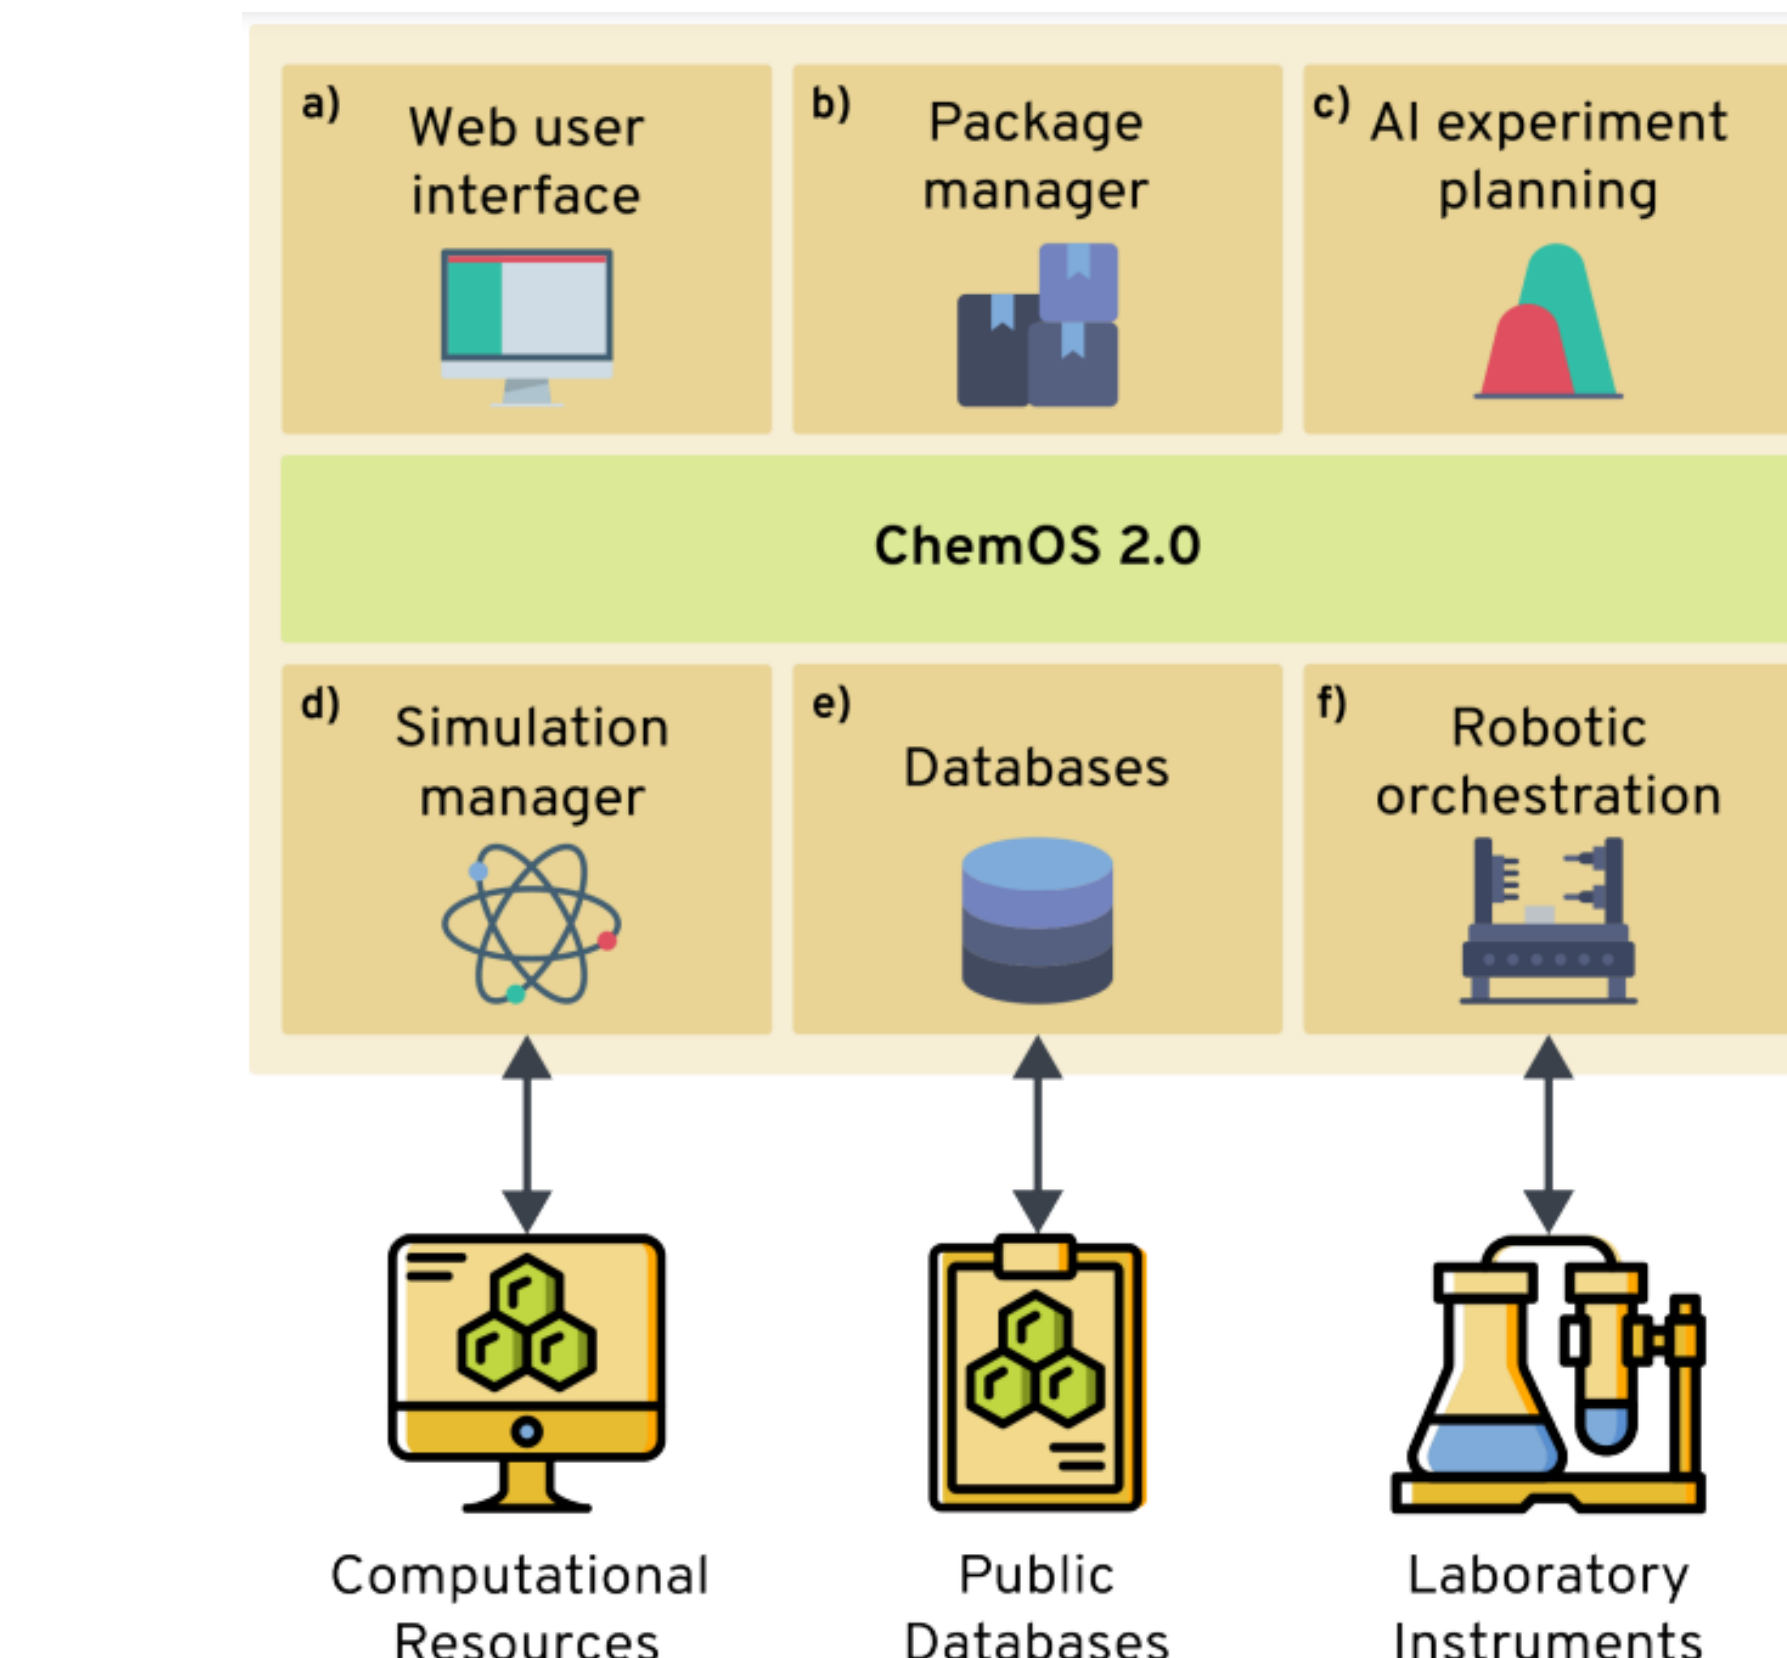 a)
Web user
interface
b)
Package
manager
c)
AI experiment
planning
ChemOS 2.0
d)
Simulation
manager
e)
Databases
f)
Robotic
orchestration
Computational
Resources
Public
Databases
Laboratory
Instruments